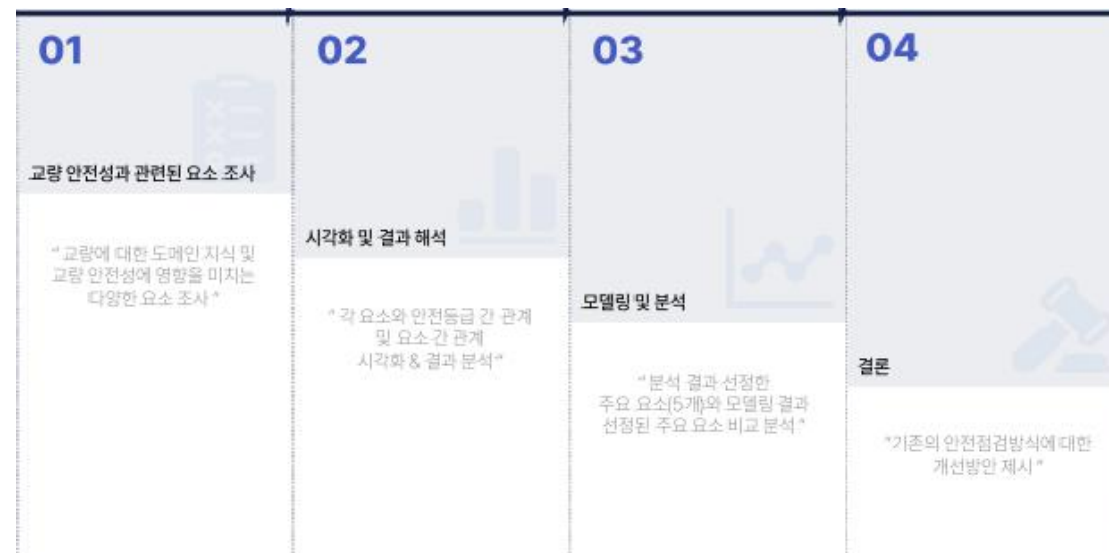 01
교량 안전성과 관련된 요소 조사
“ 교량에 대한 도메인 지식 및
교량 안전성에 영향을 미치는
다양한 요소 조사 “
02
시각화 및 결과 해석
“ 각 요소와 안전등급 간 관계
및 요소 간 관계
시각화 & 결과 분석“
03
모델링 및 분석
“분석 결과 선정한
주요 요소(5개)와 모델링 결과
선정된 주요 요소 비교 분석 “
04
결론
“기존의 안전점검방식에 대한
개선방안 제시 “